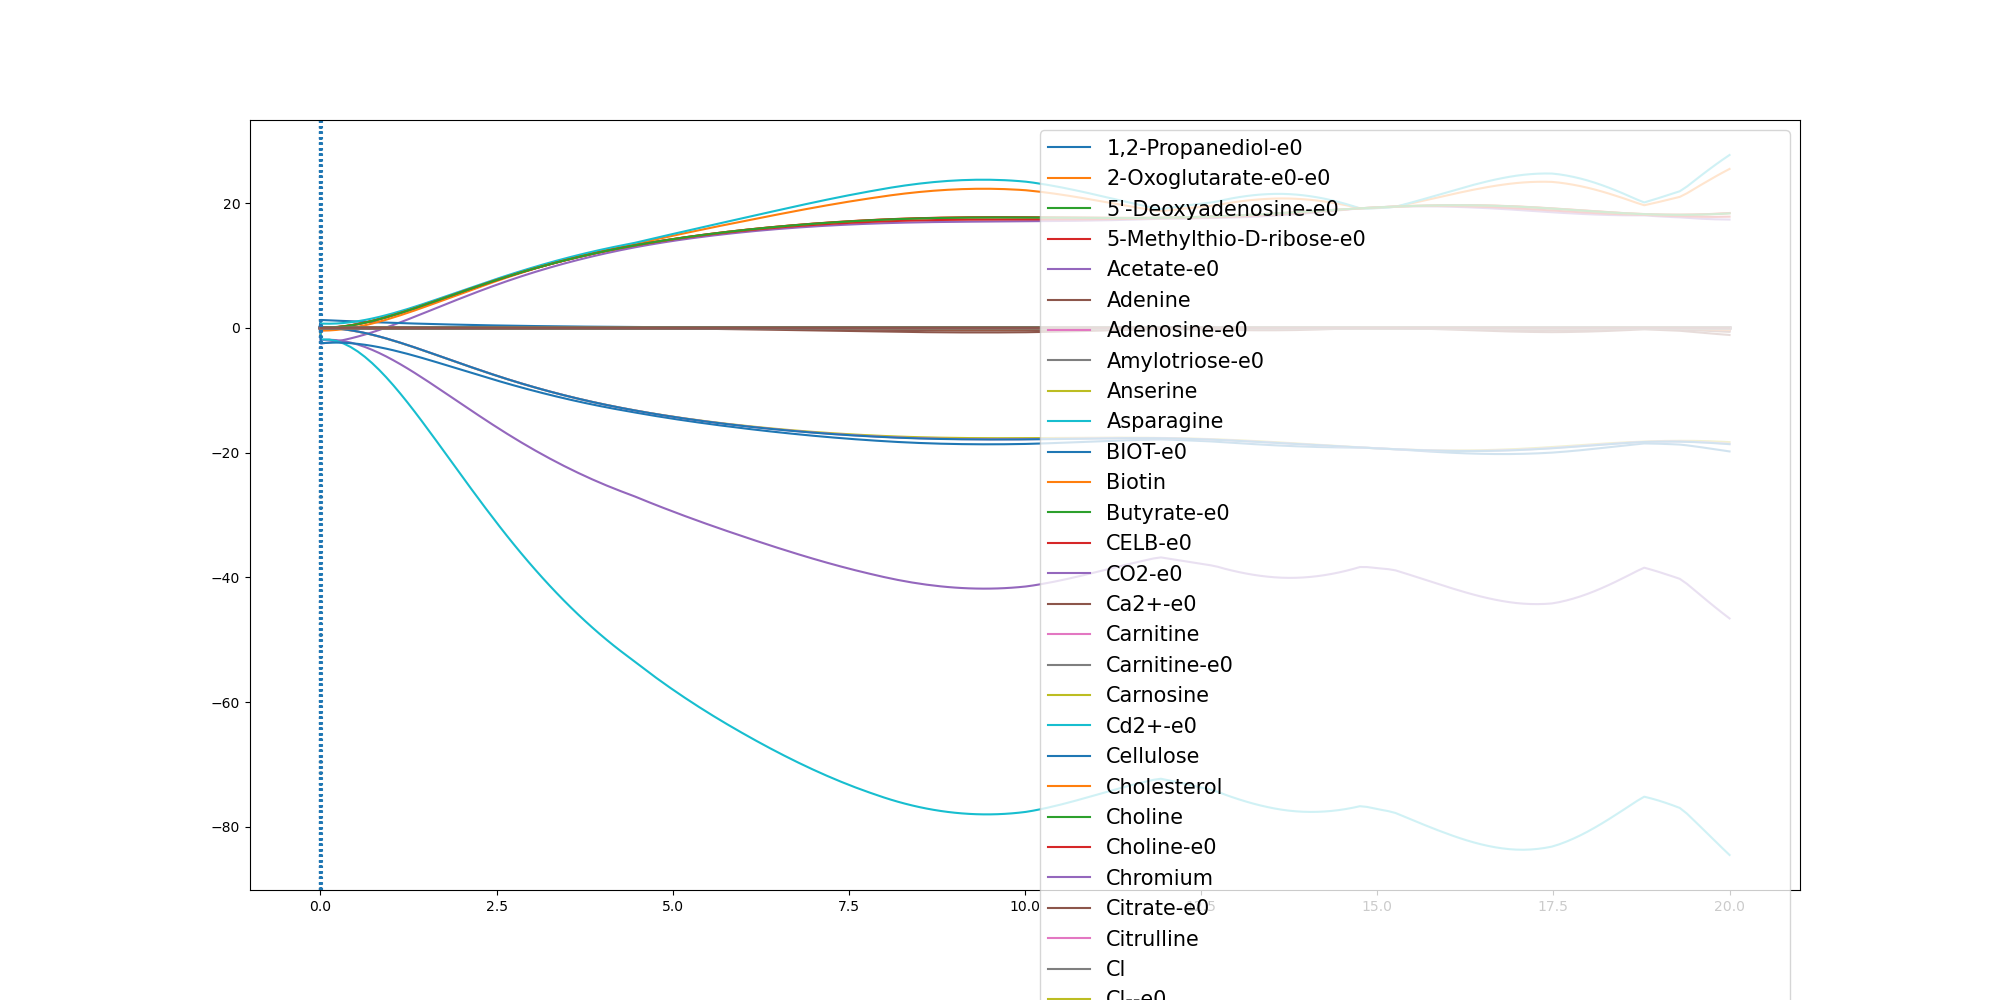 20
0
−20
−40
−60
−80
0.0
2.5
5.0
7.5
10.0
15.0
17.5
20.0
1,2-Propanediol-e0
2-Oxoglutarate-e0-e0
5'-Deoxyadenosine-e0
5-Methylthio-D-ribose-e0
Acetate-e0
Adenine
Adenosine-e0
Amylotriose-e0
Anserine
Asparagine
BIOT-e0
Biotin
Butyrate-e0
CELB-e0
CO2-e0
Ca2+-e0
Carnitine
Carnitine-e0
Carnosine
Cd2+-e0
Cellulose
Cholesterol
Choline
Choline-e0
Chromium
Citrate-e0
Citrulline
Cl
Cl--e0